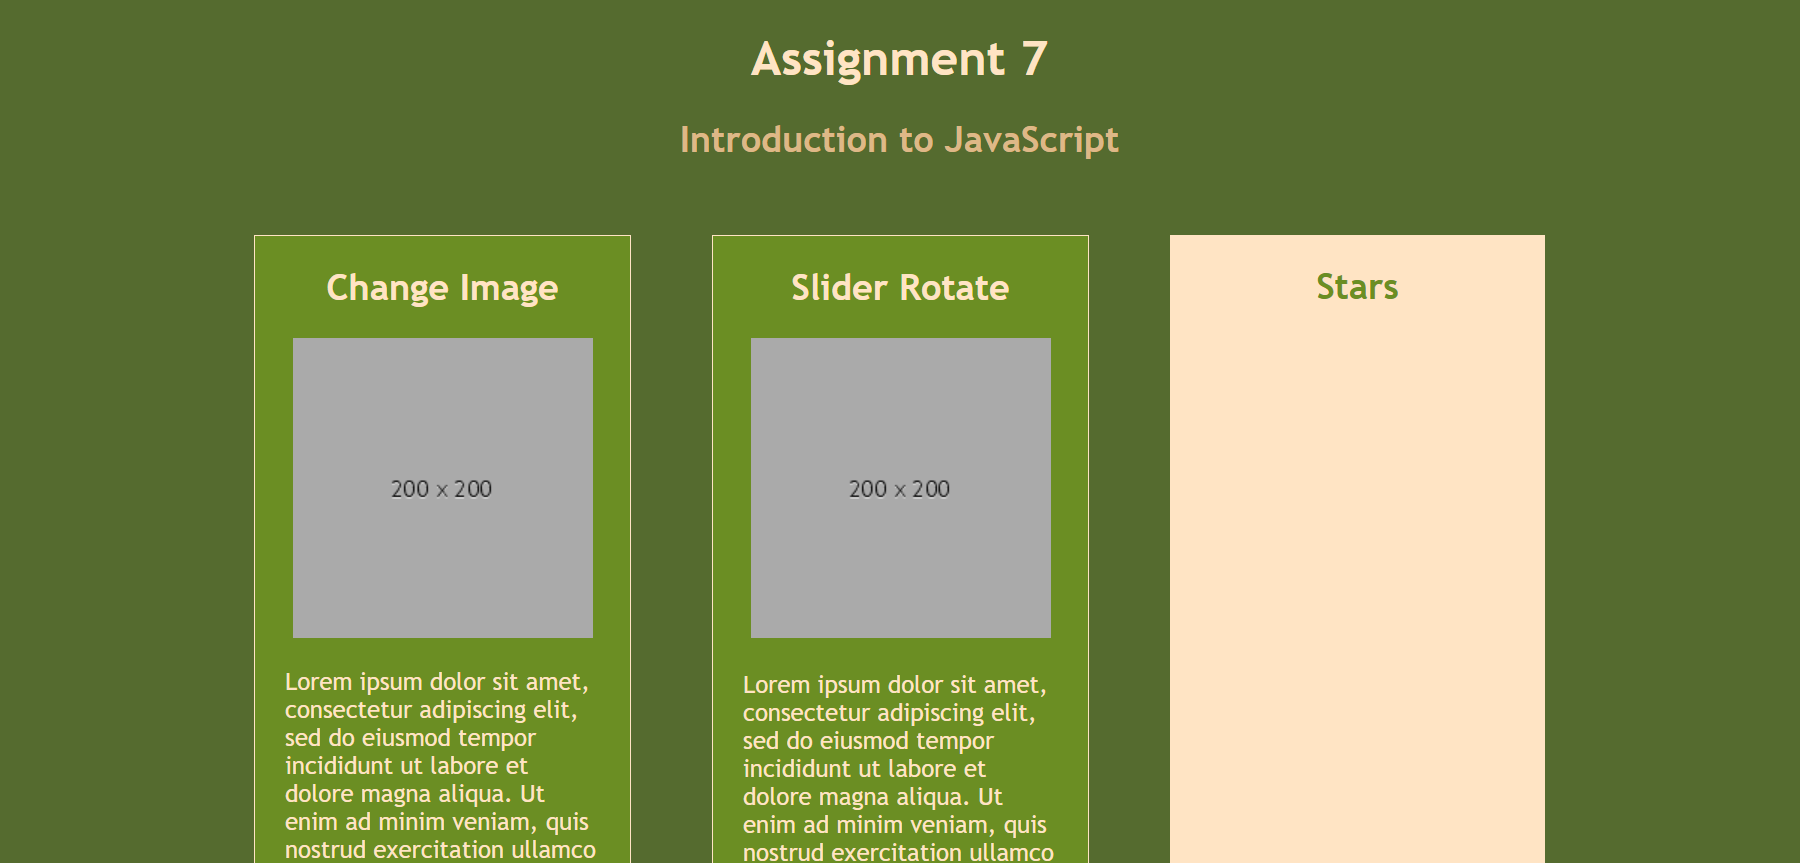 Assignment 7
Introduction to JavaScript
Change Image
200 x 200
Lorem ipsum dolor sit amet,
consectetur adipiscing elit,
sed do eiusmod tempor
incididunt ut labore et
dolore magna aliqua. Ut
enim ad minim veniam, quis
nostrud exercitation ullamco
Slider Rotate
200 x 200
Lorem ipsum dolor sit amet,
consectetur adipiscing elit,
sed do eiusmod tempor
incididunt ut labore et
dolore magna aliqua. Ut
enim ad minim veniam, quis
nostrud exercitation ullamco
Stars